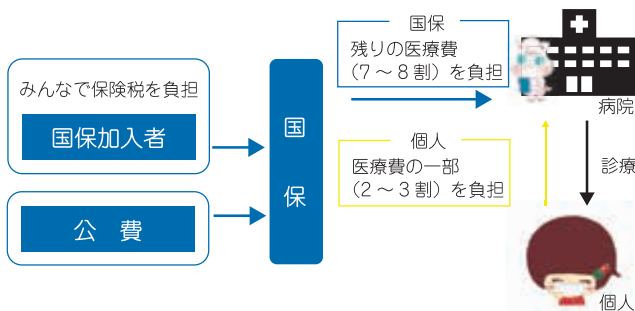 みんなで保険税を負担
国保加入者
公費
国保
国保
残りの医療費
（7～8割）を負担
個人
医療費の一部
（2～3割）を負担
病院
診療
個人